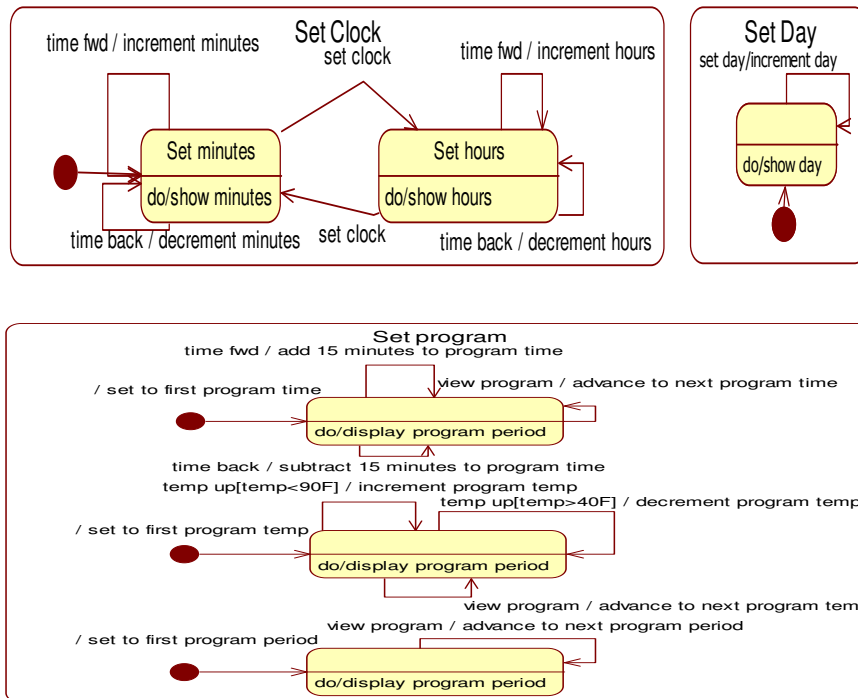 Set Clock
time fwd / increment minutes
set clock
time fwd / increment hours
Set minutes
do/show minutes
Set hours
do/show hours
time back / decrement minutes
set clock
time back / decrement hours
Set Day
set day/increment day
do/show day
Set program
time fwd / add 15 minutes to program time
/ set to first program time
view program / advance to next program time
do/display program period
time back / subtract 15 minutes to program time
temp up[temp<90F] / increment program temp
temp up[temp>40F] / decrement program temp
/ set to first program temp
do/display program period
view program / advance to next program tem
view program / advance to next program period
/ set to first program period
do/display program period